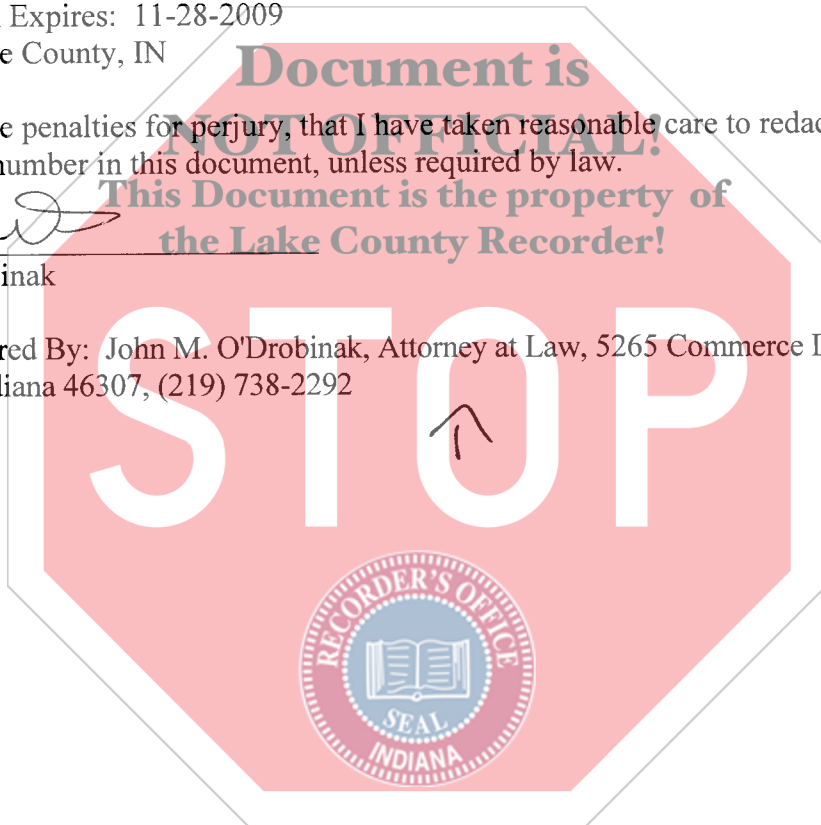 Expires: 11-28-2009
e County, IN
Document is
NOT OFFICIAL!
e penalties for perjury, that I have taken reasonable care to redac
number in this document, unless required by law.
This Document is the property of
the Lake County Recorder!
inak
red By: John M. O'Drobinak, Attorney at Law, 5265 Commerce D
liana 46307, (219) 738-2292
STOP
RECORDER'S OFFICE
SEAL
INDIANA